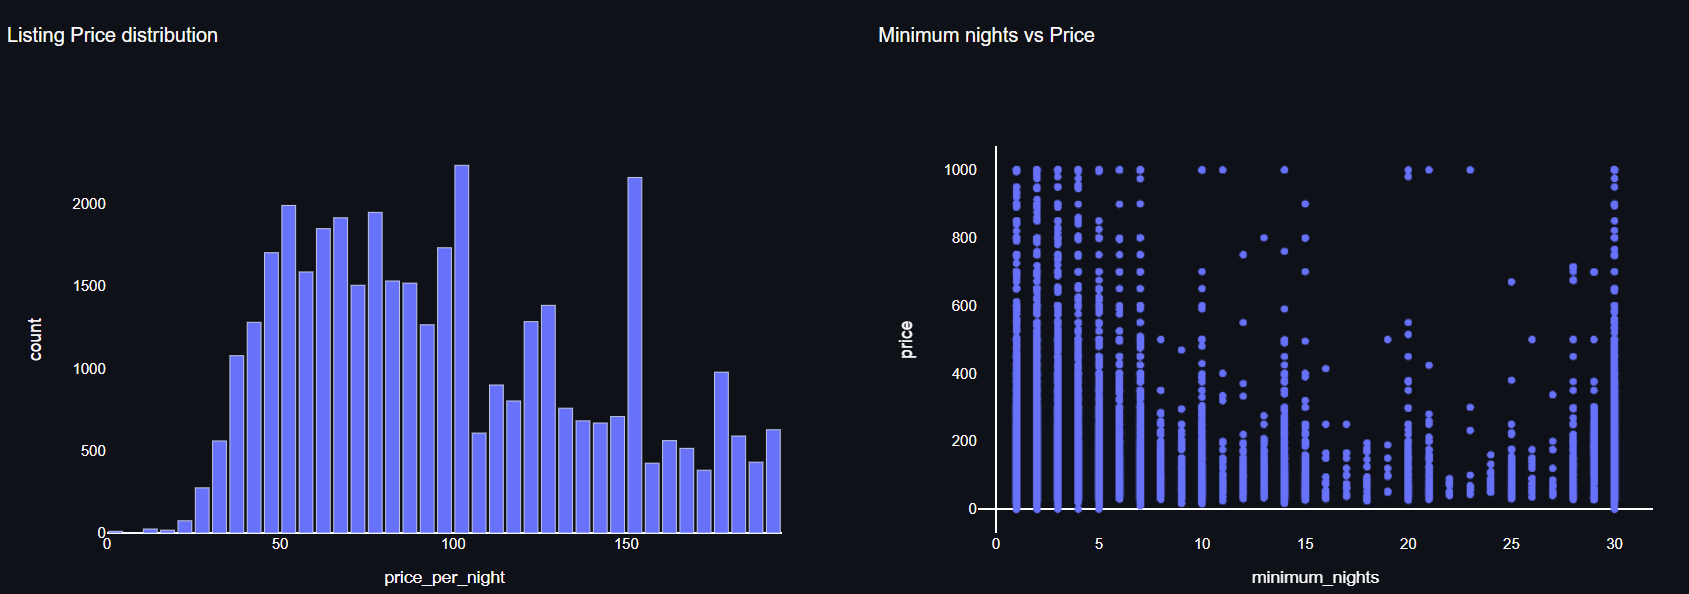 Listing Price distribution
2000
1500
1000
500
0
0 50 100 150
count
price_per_night
Minimum nights vs Price
1000
800
600
400
200
0
0 5 10 15 20 25 30
price
minimum_nights